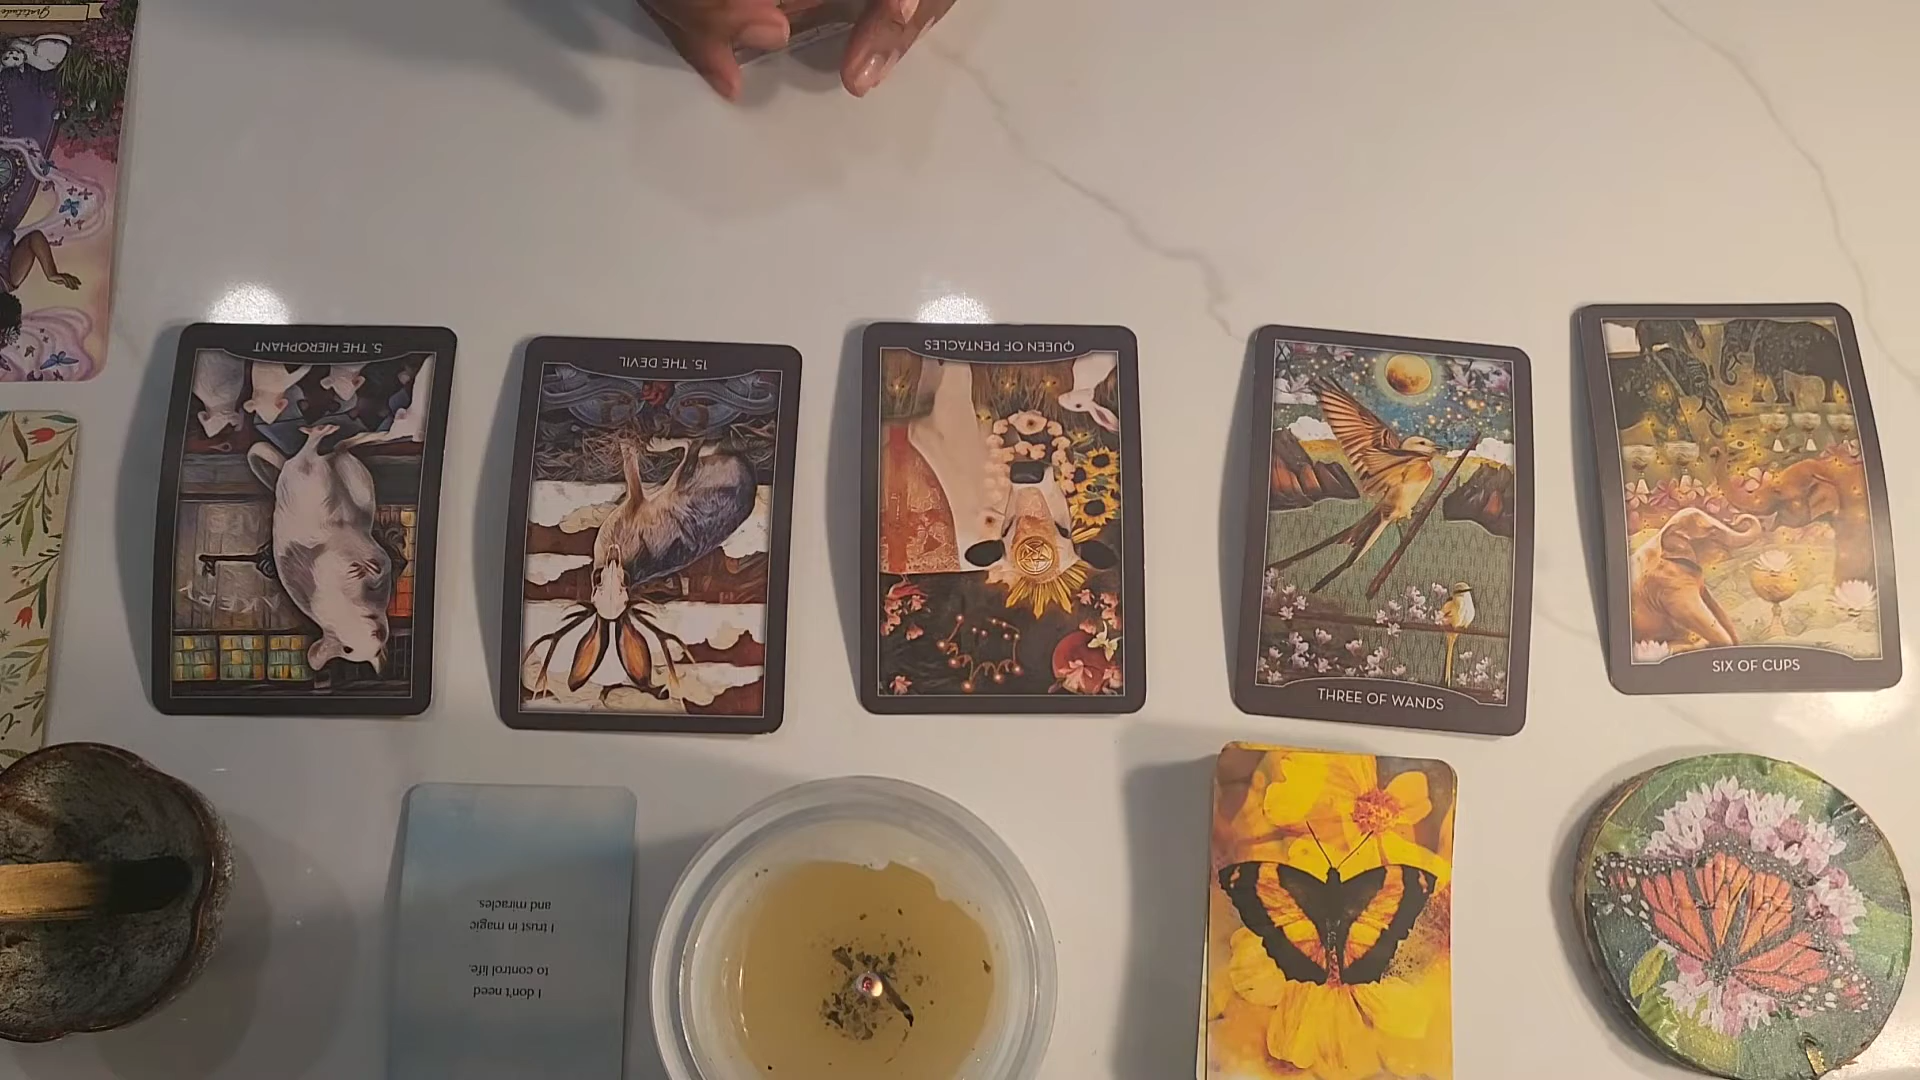 Gratitude
5. THE HIEROPHANT
15. THE DEVIL
QUEEN OF PENTACLES
THREE OF WANDS
SIX OF CUPS
I don't need
to control life.
I trust in magic
and miracles.